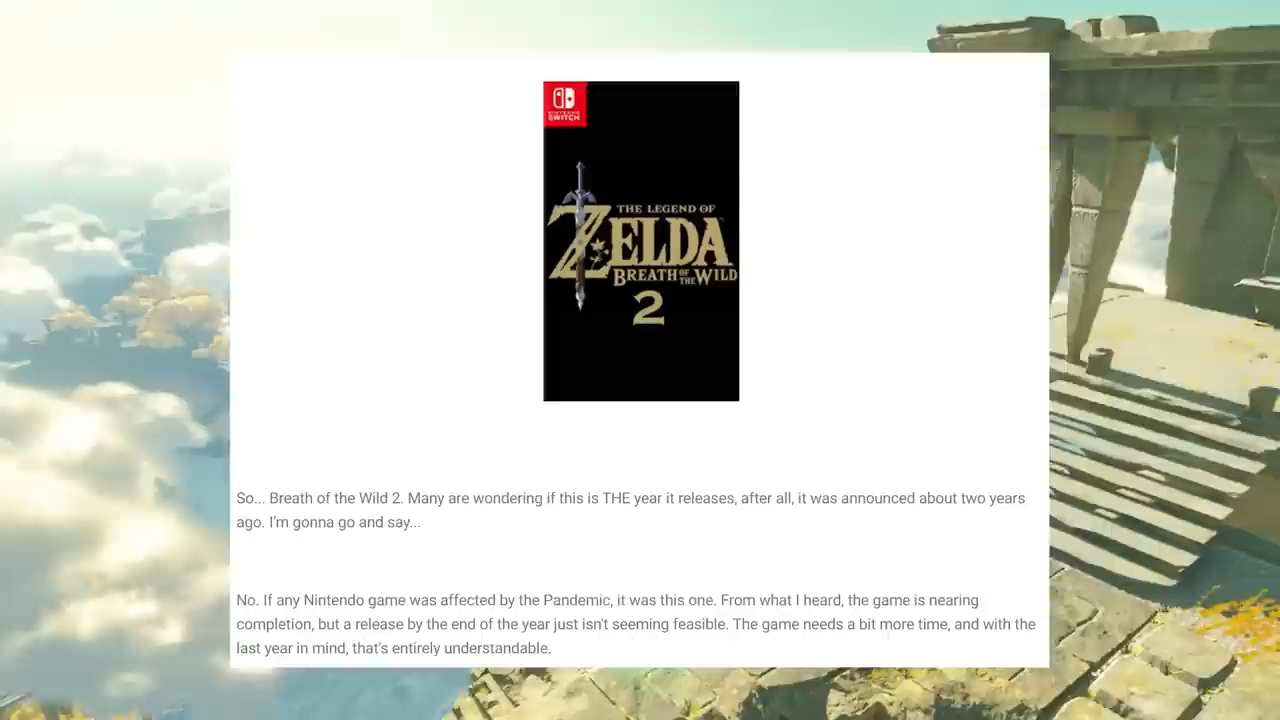 NINTENDO
SWITCH
THE LEGEND OF
ZELDA
BREATH OF THE WILD
2
So... Breath of the Wild 2. Many are wondering if this is THE year it releases, after all, it was announced about two years
ago. I'm gonna go and say...
No. If any Nintendo game was affected by the Pandemic, it was this one. From what I heard, the game is nearing
completion, but a release by the end of the year just isn't seeming feasible. The game needs a bit more time, and with the
last year in mind, that's entirely understandable.